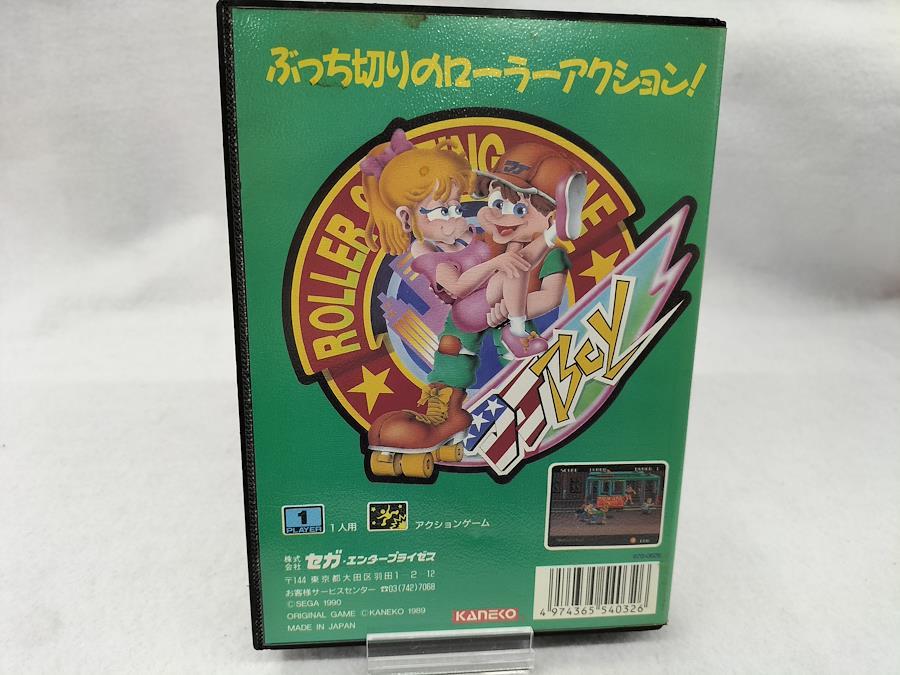 ぶっち切りのローラーアクション!
ROLLER
DJ BOY
1
PLAYER
1人用
アクションゲーム
株式会社 セガ・エンタープライゼス
〒144 東京都大田区羽田1-2-12
お客様サービスセンター ☎03(742)7068
©SEGA 1990
ORIGINAL GAME ©KANEKO 1989
MADE IN JAPAN
KANEKO
4 974365 540326